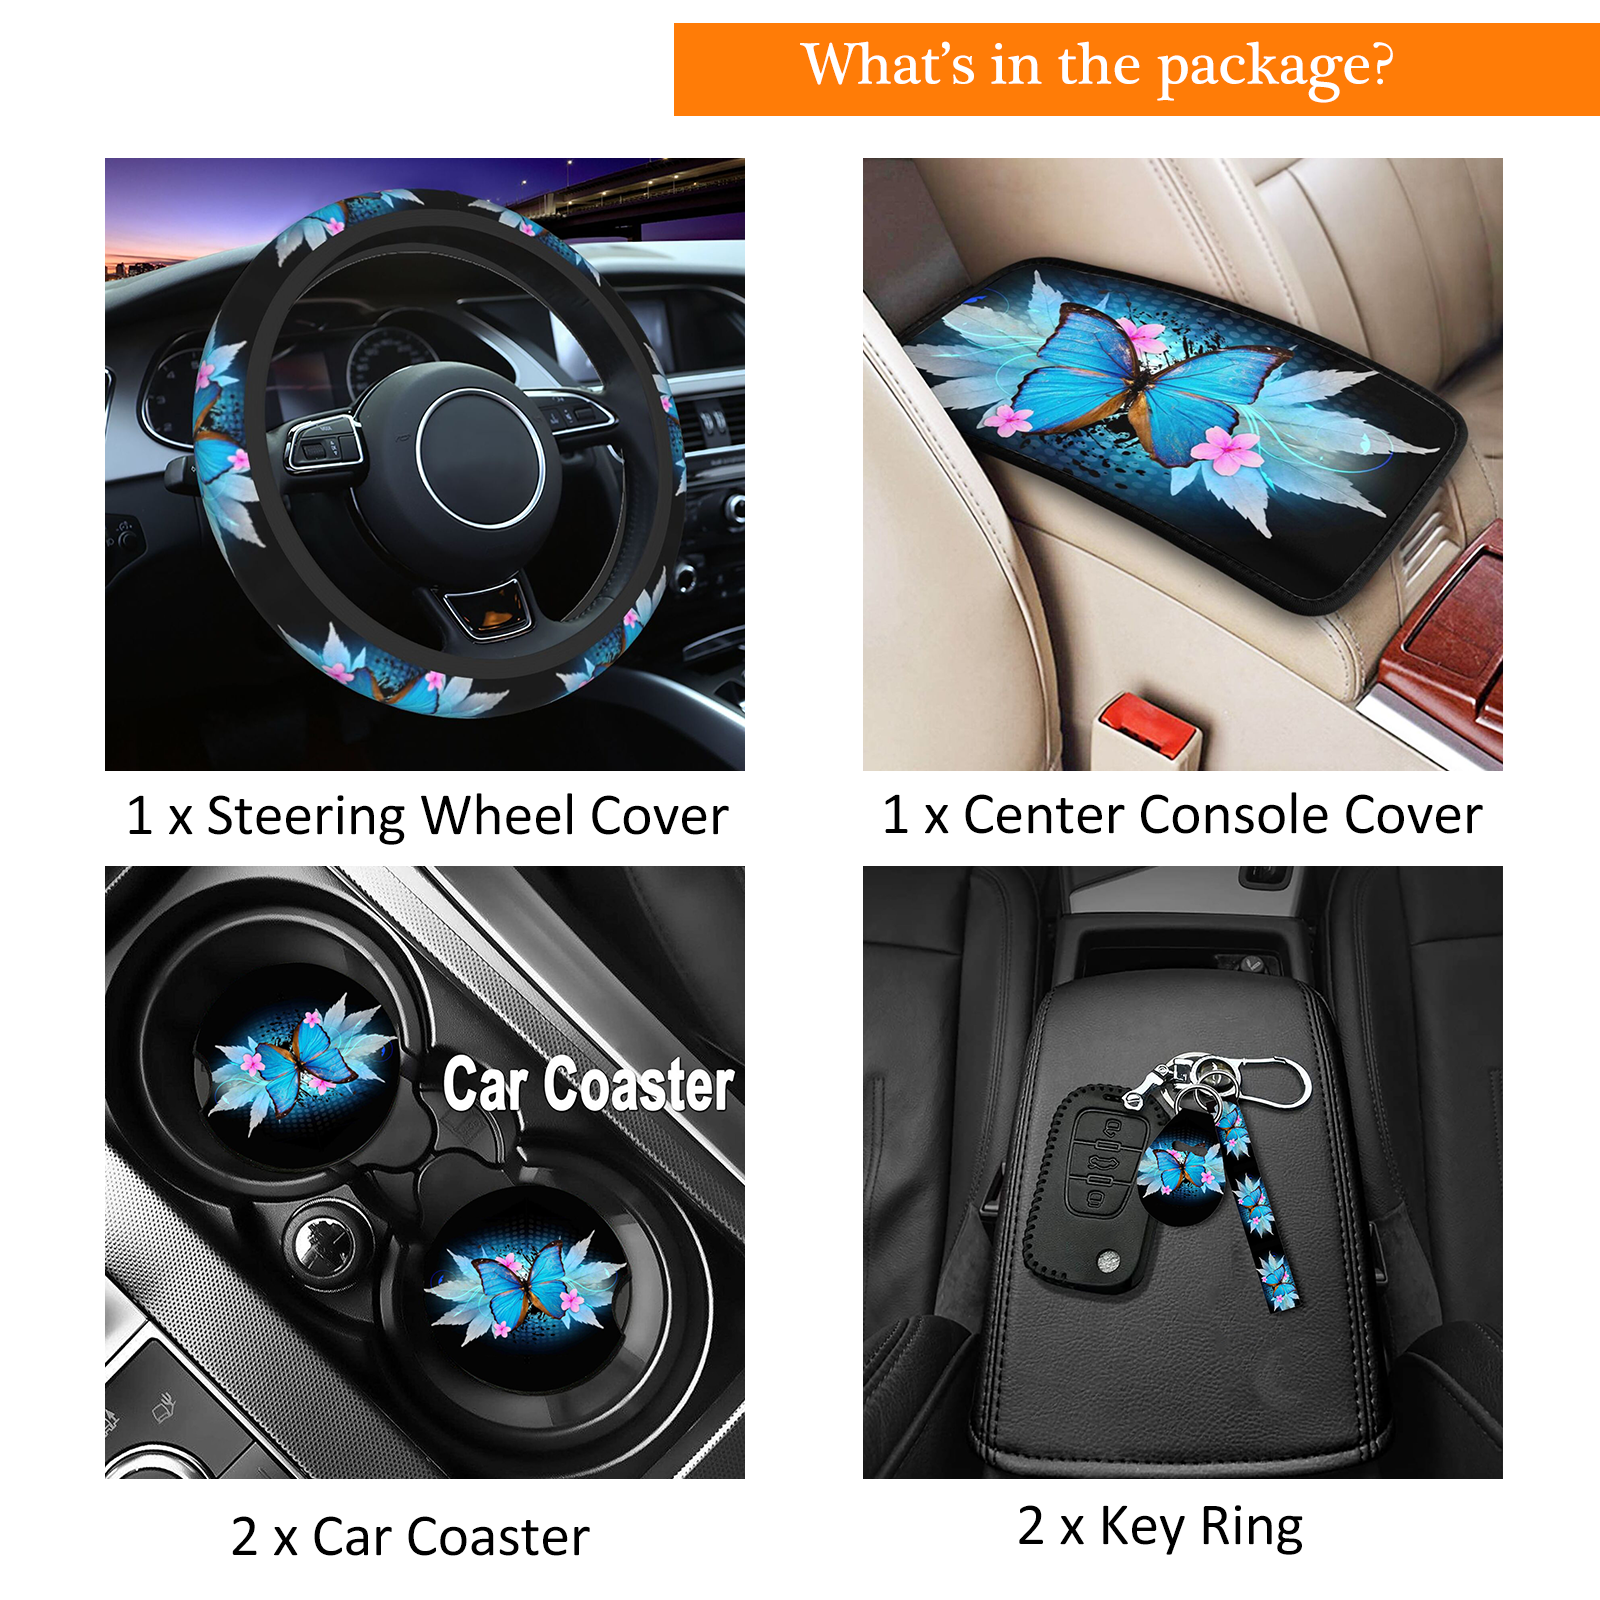 What's in the package?
1 x Steering Wheel Cover
1 x Center Console Cover
Car Coaster
2 x Car Coaster
2 x Key Ring